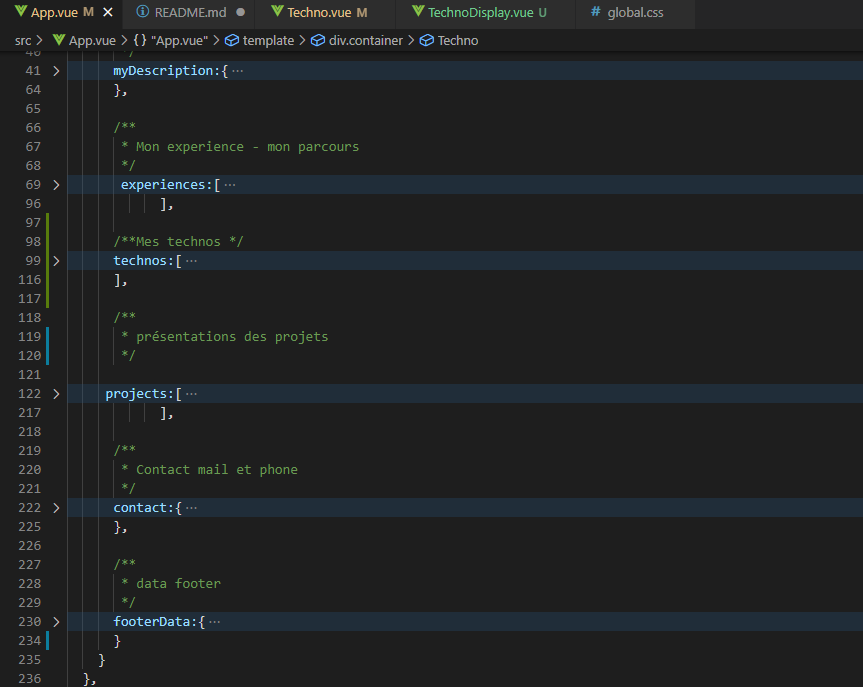 App.vue M × README.md ● Techno.vue M TechnoDisplay.vue U # global.css
src > App.vue > {} "App.vue" > template > div.container > Techno
40 */
41 > myDescription:{ ···
64 },
65
66 /**
67 * Mon experience - mon parcours
68 */
69 > experiences:[ ···
96 ],
97
98 /**Mes technos */
99 > technos:[ ···
116 ],
117
118 /**
119 * présentations des projets
120 */
121
122 > projects:[ ···
217 ],
218
219 /**
220 * Contact mail et phone
221 */
222 > contact:{ ···
225 },
226
227 /**
228 * data footer
229 */
230 > footerData:{ ···
234 }
235 }
236 },